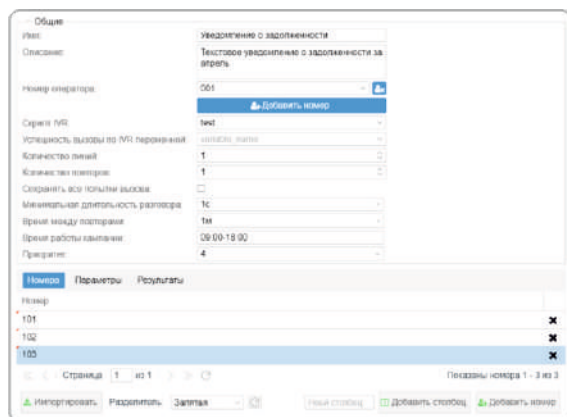 Общие
Имя: Уведомление о задолженности
Описание: Текстовое уведомление о задолженности за
апрель
Номер оператора: 001
Добавить номер
Скрипт IVR: test
Успешность вызова по IVR переменной: variable_name
Количество линий: 1
Количество повторов: 1
Сохранять все попытки вызова:
Минимальная длительность разговора: 1с
Время между повторами: 1м
Время работы кампании: 09:00-18:00
Приоритет: 4
Номера Параметры Результаты
Номер
101
102
103
Страница 1 из 1 Показаны номера 1 - 3 из 3
Импортировать Разделитель: Запятая Новый столбец Добавить столбец Добавить номер